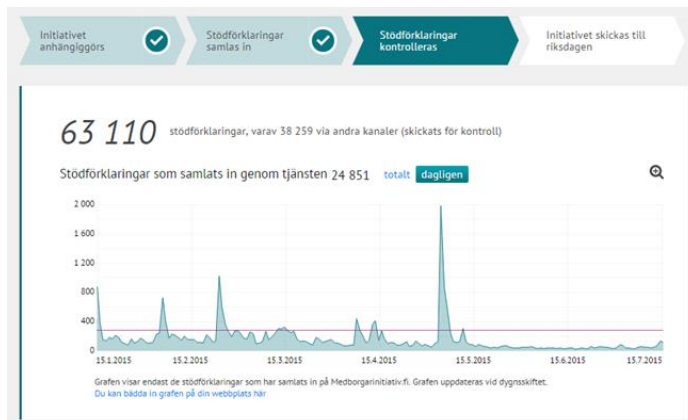 Initiativet
anhängiggörs
Stödförklaringar
samlas in
Stödförklaringar
kontrolleras
Initiativet skickas till
riksdagen
63 110 stödförklaringar, varav 38 259 via andra kanaler (skickats för kontroll)
Stödförklaringar som samlats in genom tjänsten 24 851 totalt dagligen
2 000
1 600
1 200
800
400
0
15.1.2015 15.2.2015 15.3.2015 15.4.2015 15.5.2015 15.6.2015 15.7.2015
Grafen visar endast de stödförklaringar som har samlats in på Medborgarinitiativ.fi. Grafen uppdateras vid dygnsskiftet.
Du kan bädda in grafen på din webbplats här